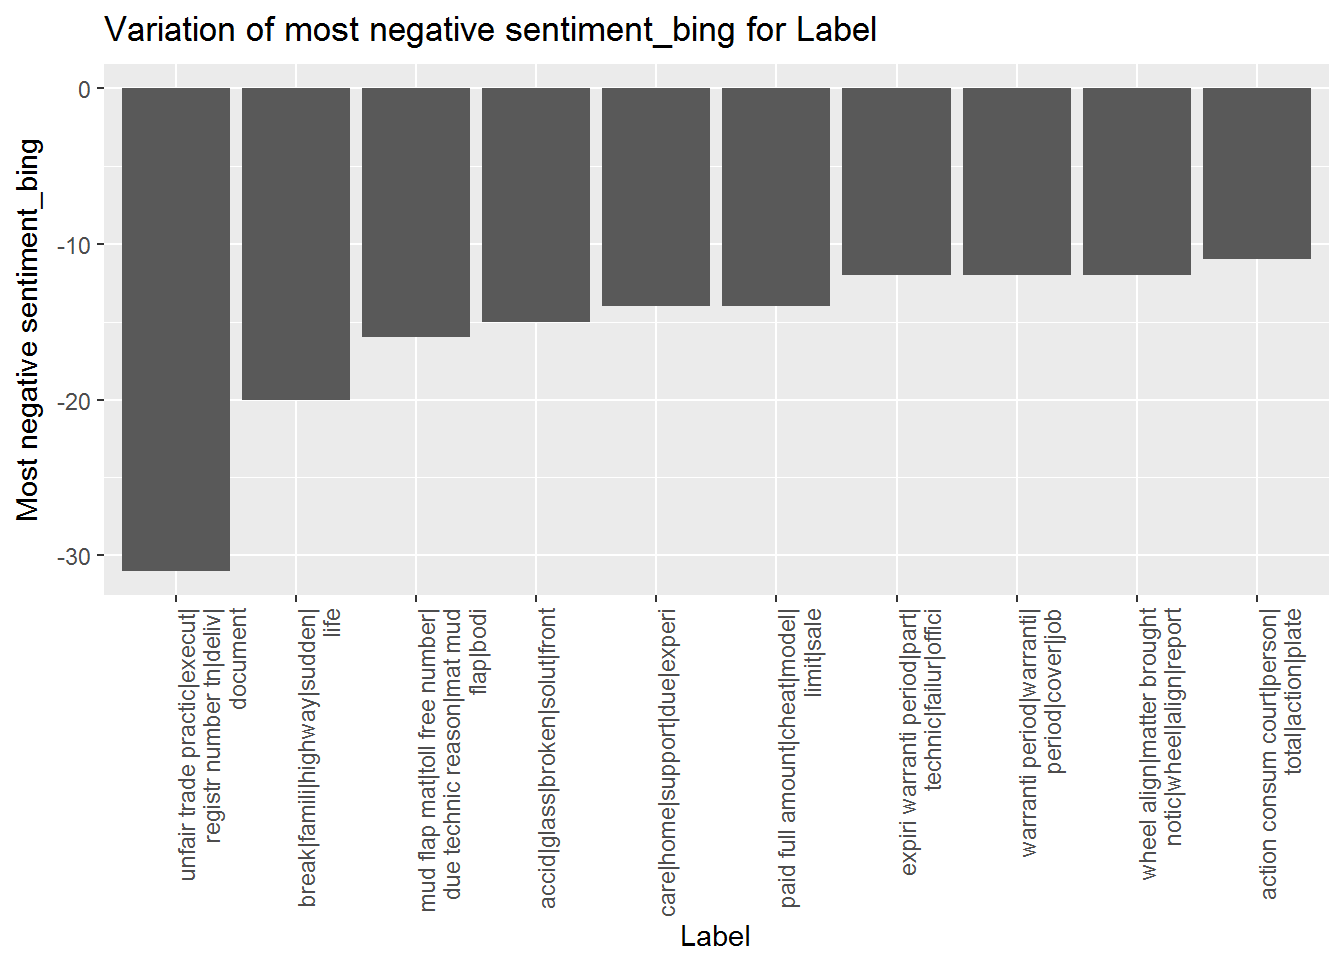 Variation of most negative sentiment_bing for Label
Most negative sentiment_bing
0
-10
-20
-30
unfair trade practic|execut|
registr number tn|deliv|
document
break|famili|highway|sudden|
life
mud flap mat|toll free number|
due technic reason|mat mud
flap|bodi
accid|glass|broken|solut|front
care|home|support|due|experi
paid full amount|cheat|model|
limit|sale
expiri warranti period|part|
technic|failur|offici
warranti period|warranti|
period|cover|job
wheel align|matter brought
notic|wheel|align|report
action consum court|person|
total|action|plate
Label